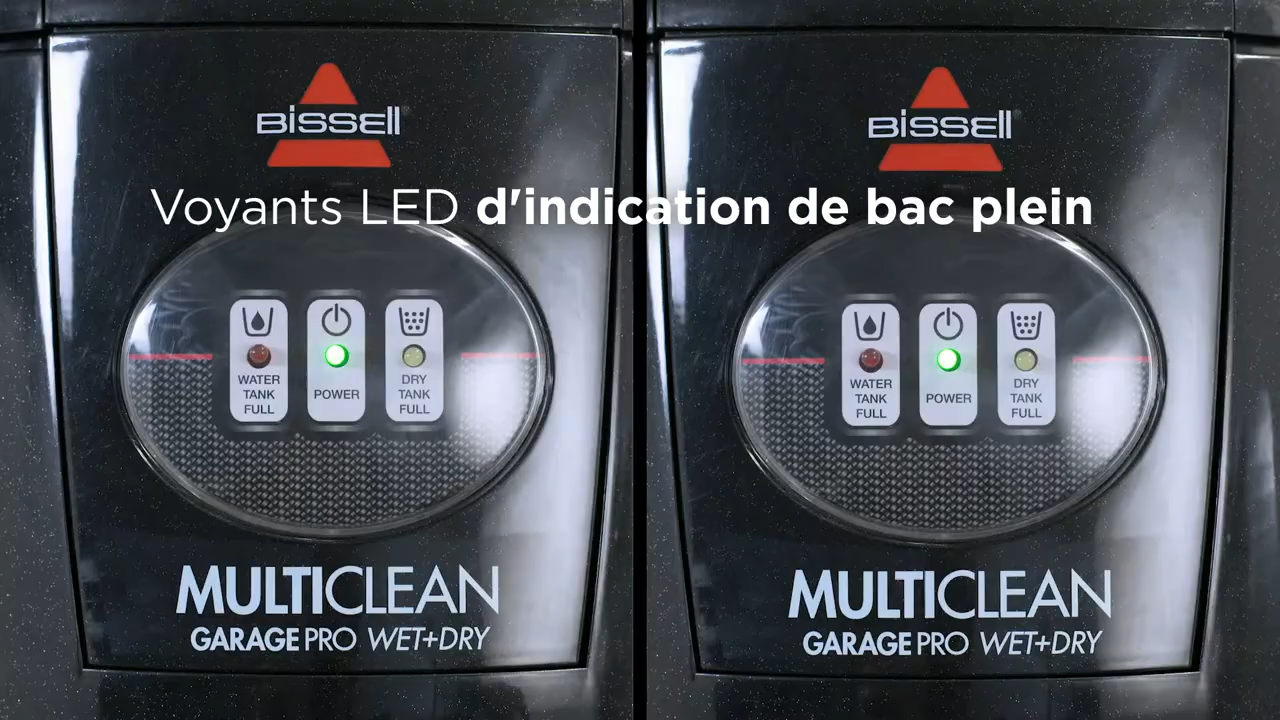 BISSELL
BISSELL
Voyants LED d'indication de bac plein
WATER TANK FULL
POWER
DRY TANK FULL
WATER TANK FULL
POWER
DRY TANK FULL
MULTICLEAN
GARAGE PRO WET+DRY
MULTICLEAN
GARAGE PRO WET+DRY